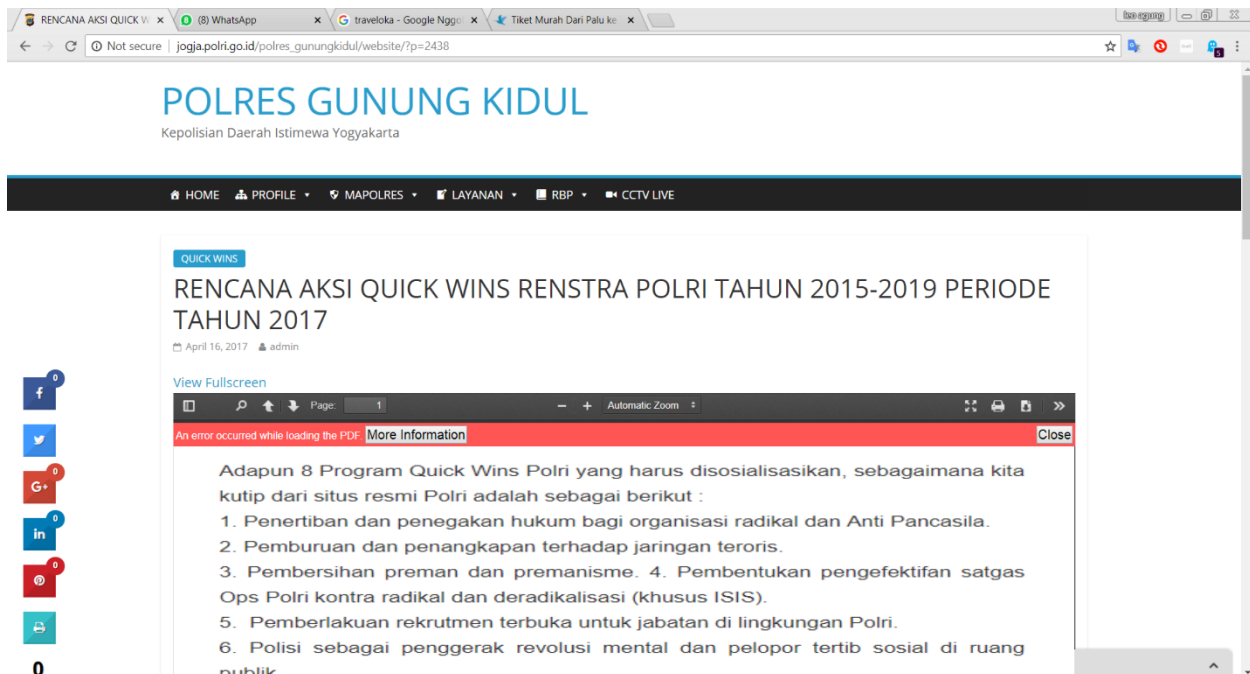 RENCANA AKSI QUICK W
(8) WhatsApp
traveloka - Google Nggo
Tiket Murah Dari Palu ke
Not secure | jogja.polri.go.id/polres_gunungkidul/website/?p=2438
5
POLRES GUNUNG KIDUL
Kepolisian Daerah Istimewa Yogyakarta
HOME PROFILE MAPOLRES LAYANAN RBP CCTV LIVE
QUICK WINS
RENCANA AKSI QUICK WINS RENSTRA POLRI TAHUN 2015-2019 PERIODE
TAHUN 2017
April 16, 2017 admin
View Fullscreen
Page: 1 Automatic Zoom
An error occurred while loading the PDF. More Information Close
Adapun 8 Program Quick Wins Polri yang harus disosialisasikan, sebagaimana kita
kutip dari situs resmi Polri adalah sebagai berikut :
1. Penertiban dan penegakan hukum bagi organisasi radikal dan Anti Pancasila.
2. Pemburuan dan penangkapan terhadap jaringan teroris.
3. Pembersihan preman dan premanisme. 4. Pembentukan pengefektifan satgas
Ops Polri kontra radikal dan deradikalisasi (khusus ISIS).
5. Pemberlakuan rekrutmen terbuka untuk jabatan di lingkungan Polri.
6. Polisi sebagai penggerak revolusi mental dan pelopor tertib sosial di ruang
publik
f 0
G+ 0
in 0
0
0